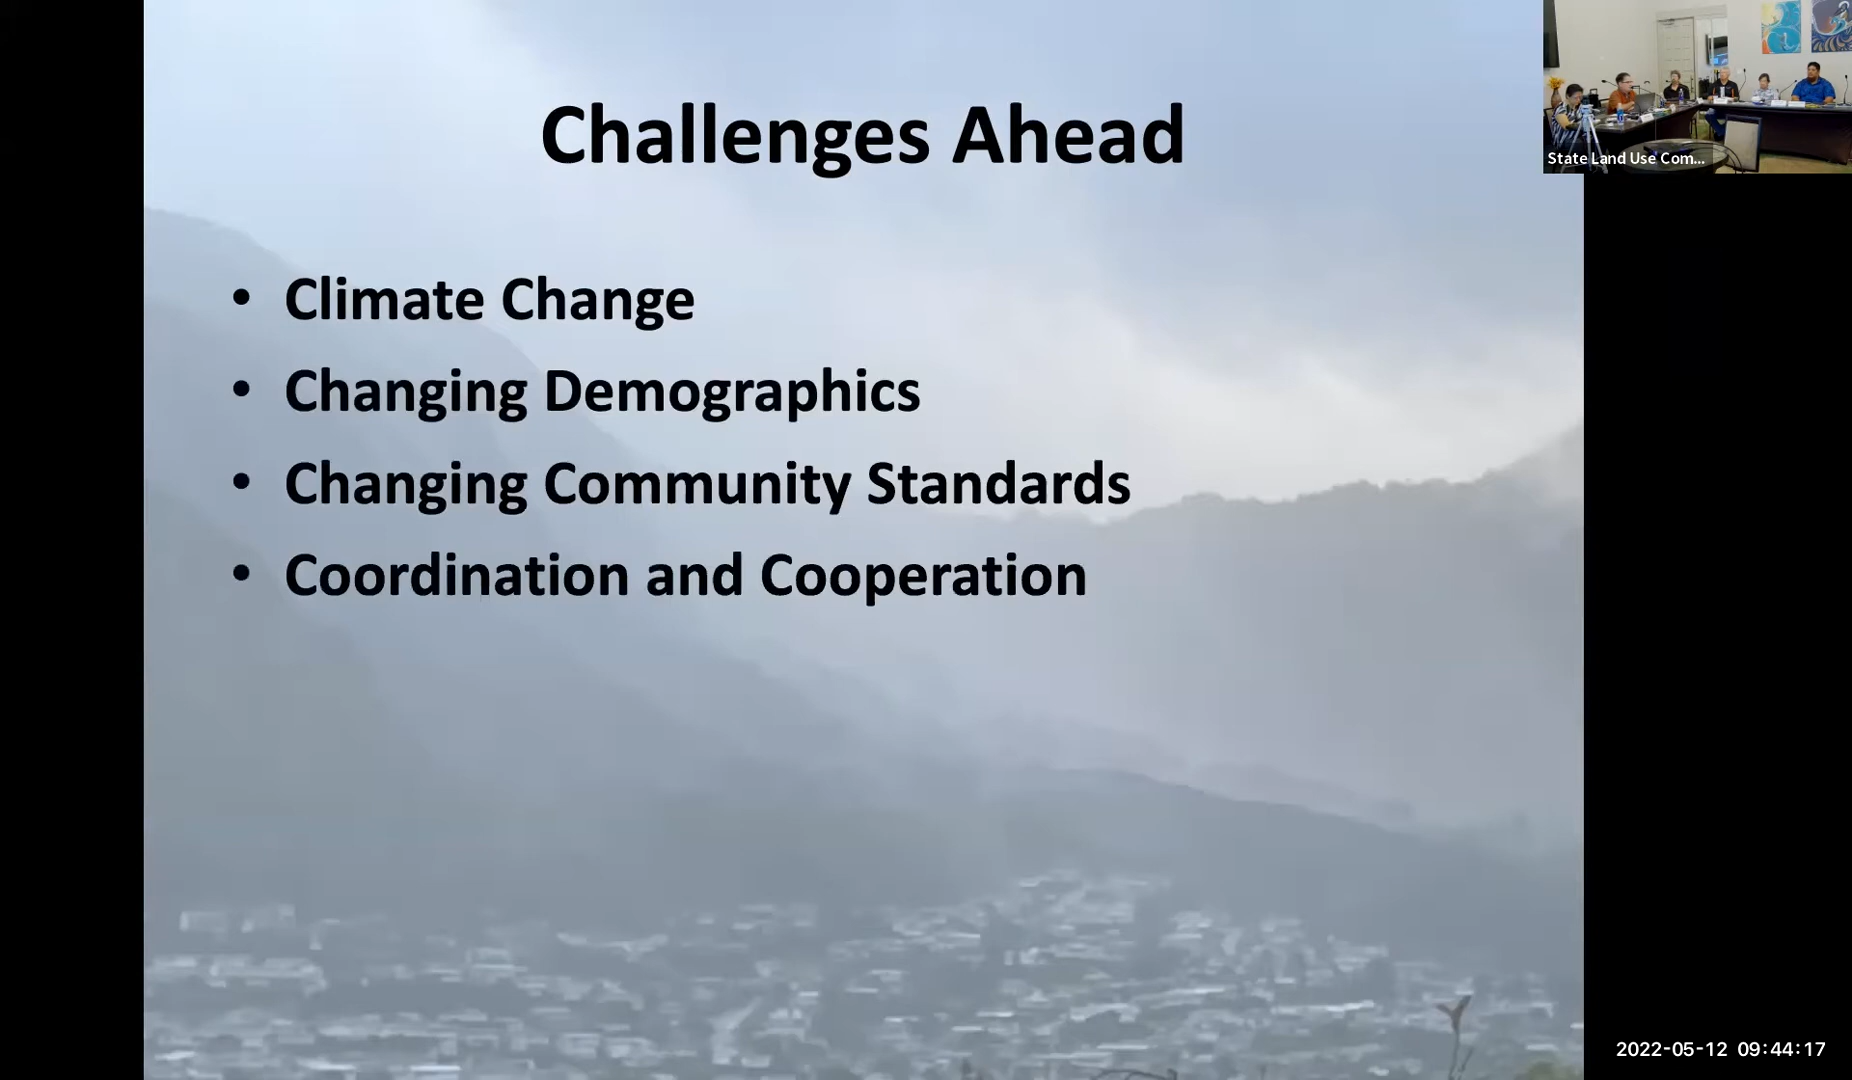 Challenges Ahead
• Climate Change
• Changing Demographics
• Changing Community Standards
• Coordination and Cooperation
State Land Use Com...
2022-05-12 09:44:17